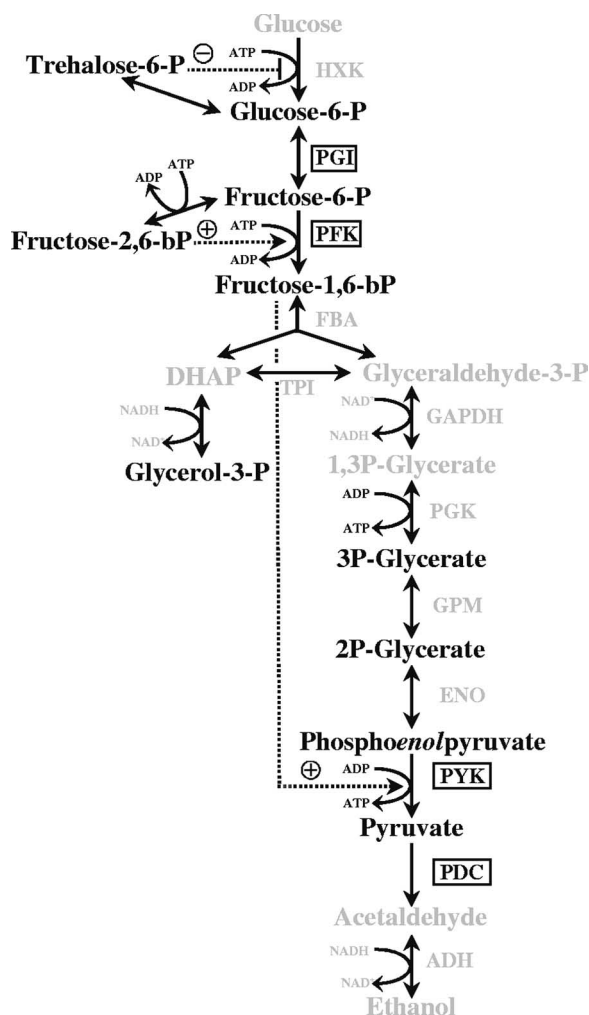 Glucose
Trehalose-6-P ⊖ ATP
ADP HXK
Glucose-6-P
PGI
ADP ATP
Fructose-6-P
Fructose-2,6-bP ⊕ ATP PFK
ADP
Fructose-1,6-bP
FBA
DHAP TPI Glyceraldehyde-3-P
NADH NAD+ GAPDH
NAD+ NADH
Glycerol-3-P 1,3P-Glycerate
ADP PGK
ATP
3P-Glycerate
GPM
2P-Glycerate
ENO
Phosphoenolpyruvate
⊕ ADP PYK
ATP
Pyruvate
PDC
Acetaldehyde
NADH ADH
NAD+
Ethanol